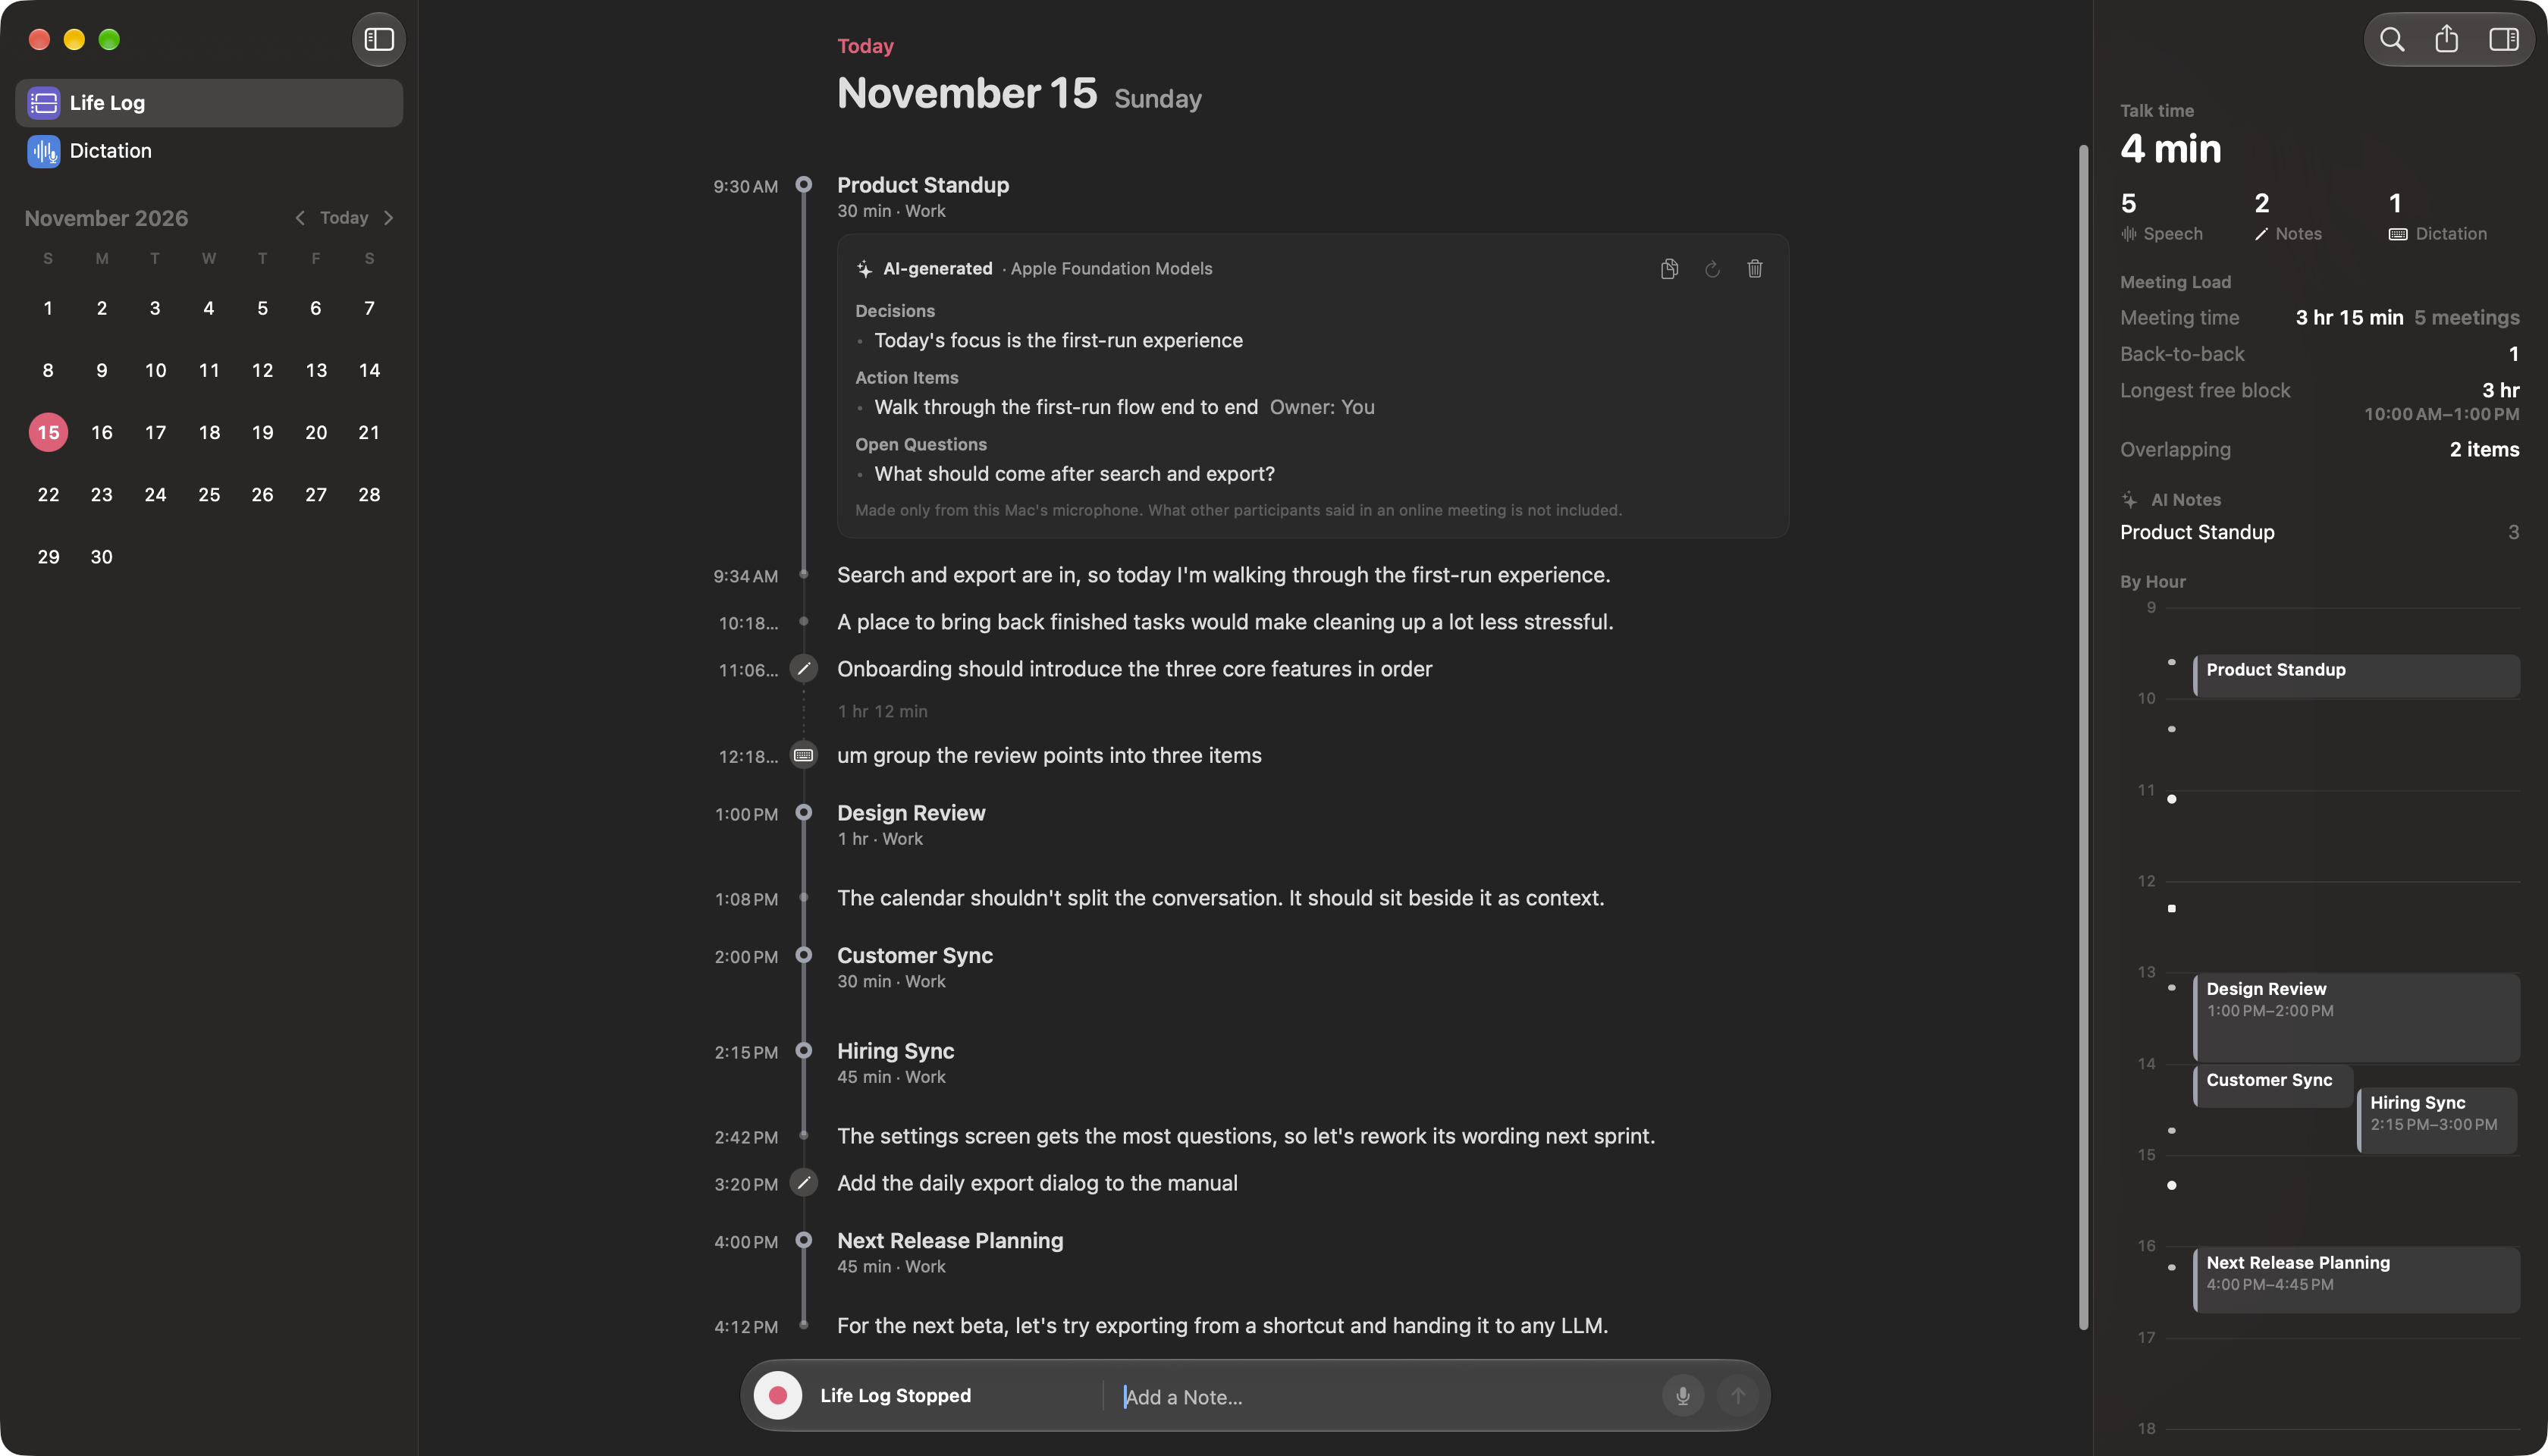 Life Log
Dictation
November 2026
Today
S M T W T F S
1 2 3 4 5 6 7
8 9 10 11 12 13 14
15 16 17 18 19 20 21
22 23 24 25 26 27 28
29 30
Today
November 15 Sunday
9:30 AM Product Standup
30 min · Work
AI-generated · Apple Foundation Models
Decisions
• Today's focus is the first-run experience
Action Items
• Walk through the first-run flow end to end Owner: You
Open Questions
• What should come after search and export?
Made only from this Mac's microphone. What other participants said in an online meeting is not included.
9:34 AM Search and export are in, so today I'm walking through the first-run experience.
10:18... A place to bring back finished tasks would make cleaning up a lot less stressful.
11:06... Onboarding should introduce the three core features in order
1 hr 12 min
12:18... um group the review points into three items
1:00 PM Design Review
1 hr · Work
1:08 PM The calendar shouldn't split the conversation. It should sit beside it as context.
2:00 PM Customer Sync
30 min · Work
2:15 PM Hiring Sync
45 min · Work
2:42 PM The settings screen gets the most questions, so let's rework its wording next sprint.
3:20 PM Add the daily export dialog to the manual
4:00 PM Next Release Planning
45 min · Work
4:12 PM For the next beta, let's try exporting from a shortcut and handing it to any LLM.
Life Log Stopped
Add a Note...
Talk time
4 min
5 2 1
Speech Notes Dictation
Meeting Load
Meeting time 3 hr 15 min 5 meetings
Back-to-back 1
Longest free block 3 hr
10:00 AM–1:00 PM
Overlapping 2 items
AI Notes
Product Standup 3
By Hour
9
Product Standup
10
11
12
13
Design Review
1:00 PM–2:00 PM
14
Customer Sync
Hiring Sync
2:15 PM–3:00 PM
15
16
Next Release Planning
4:00 PM–4:45 PM
17
18